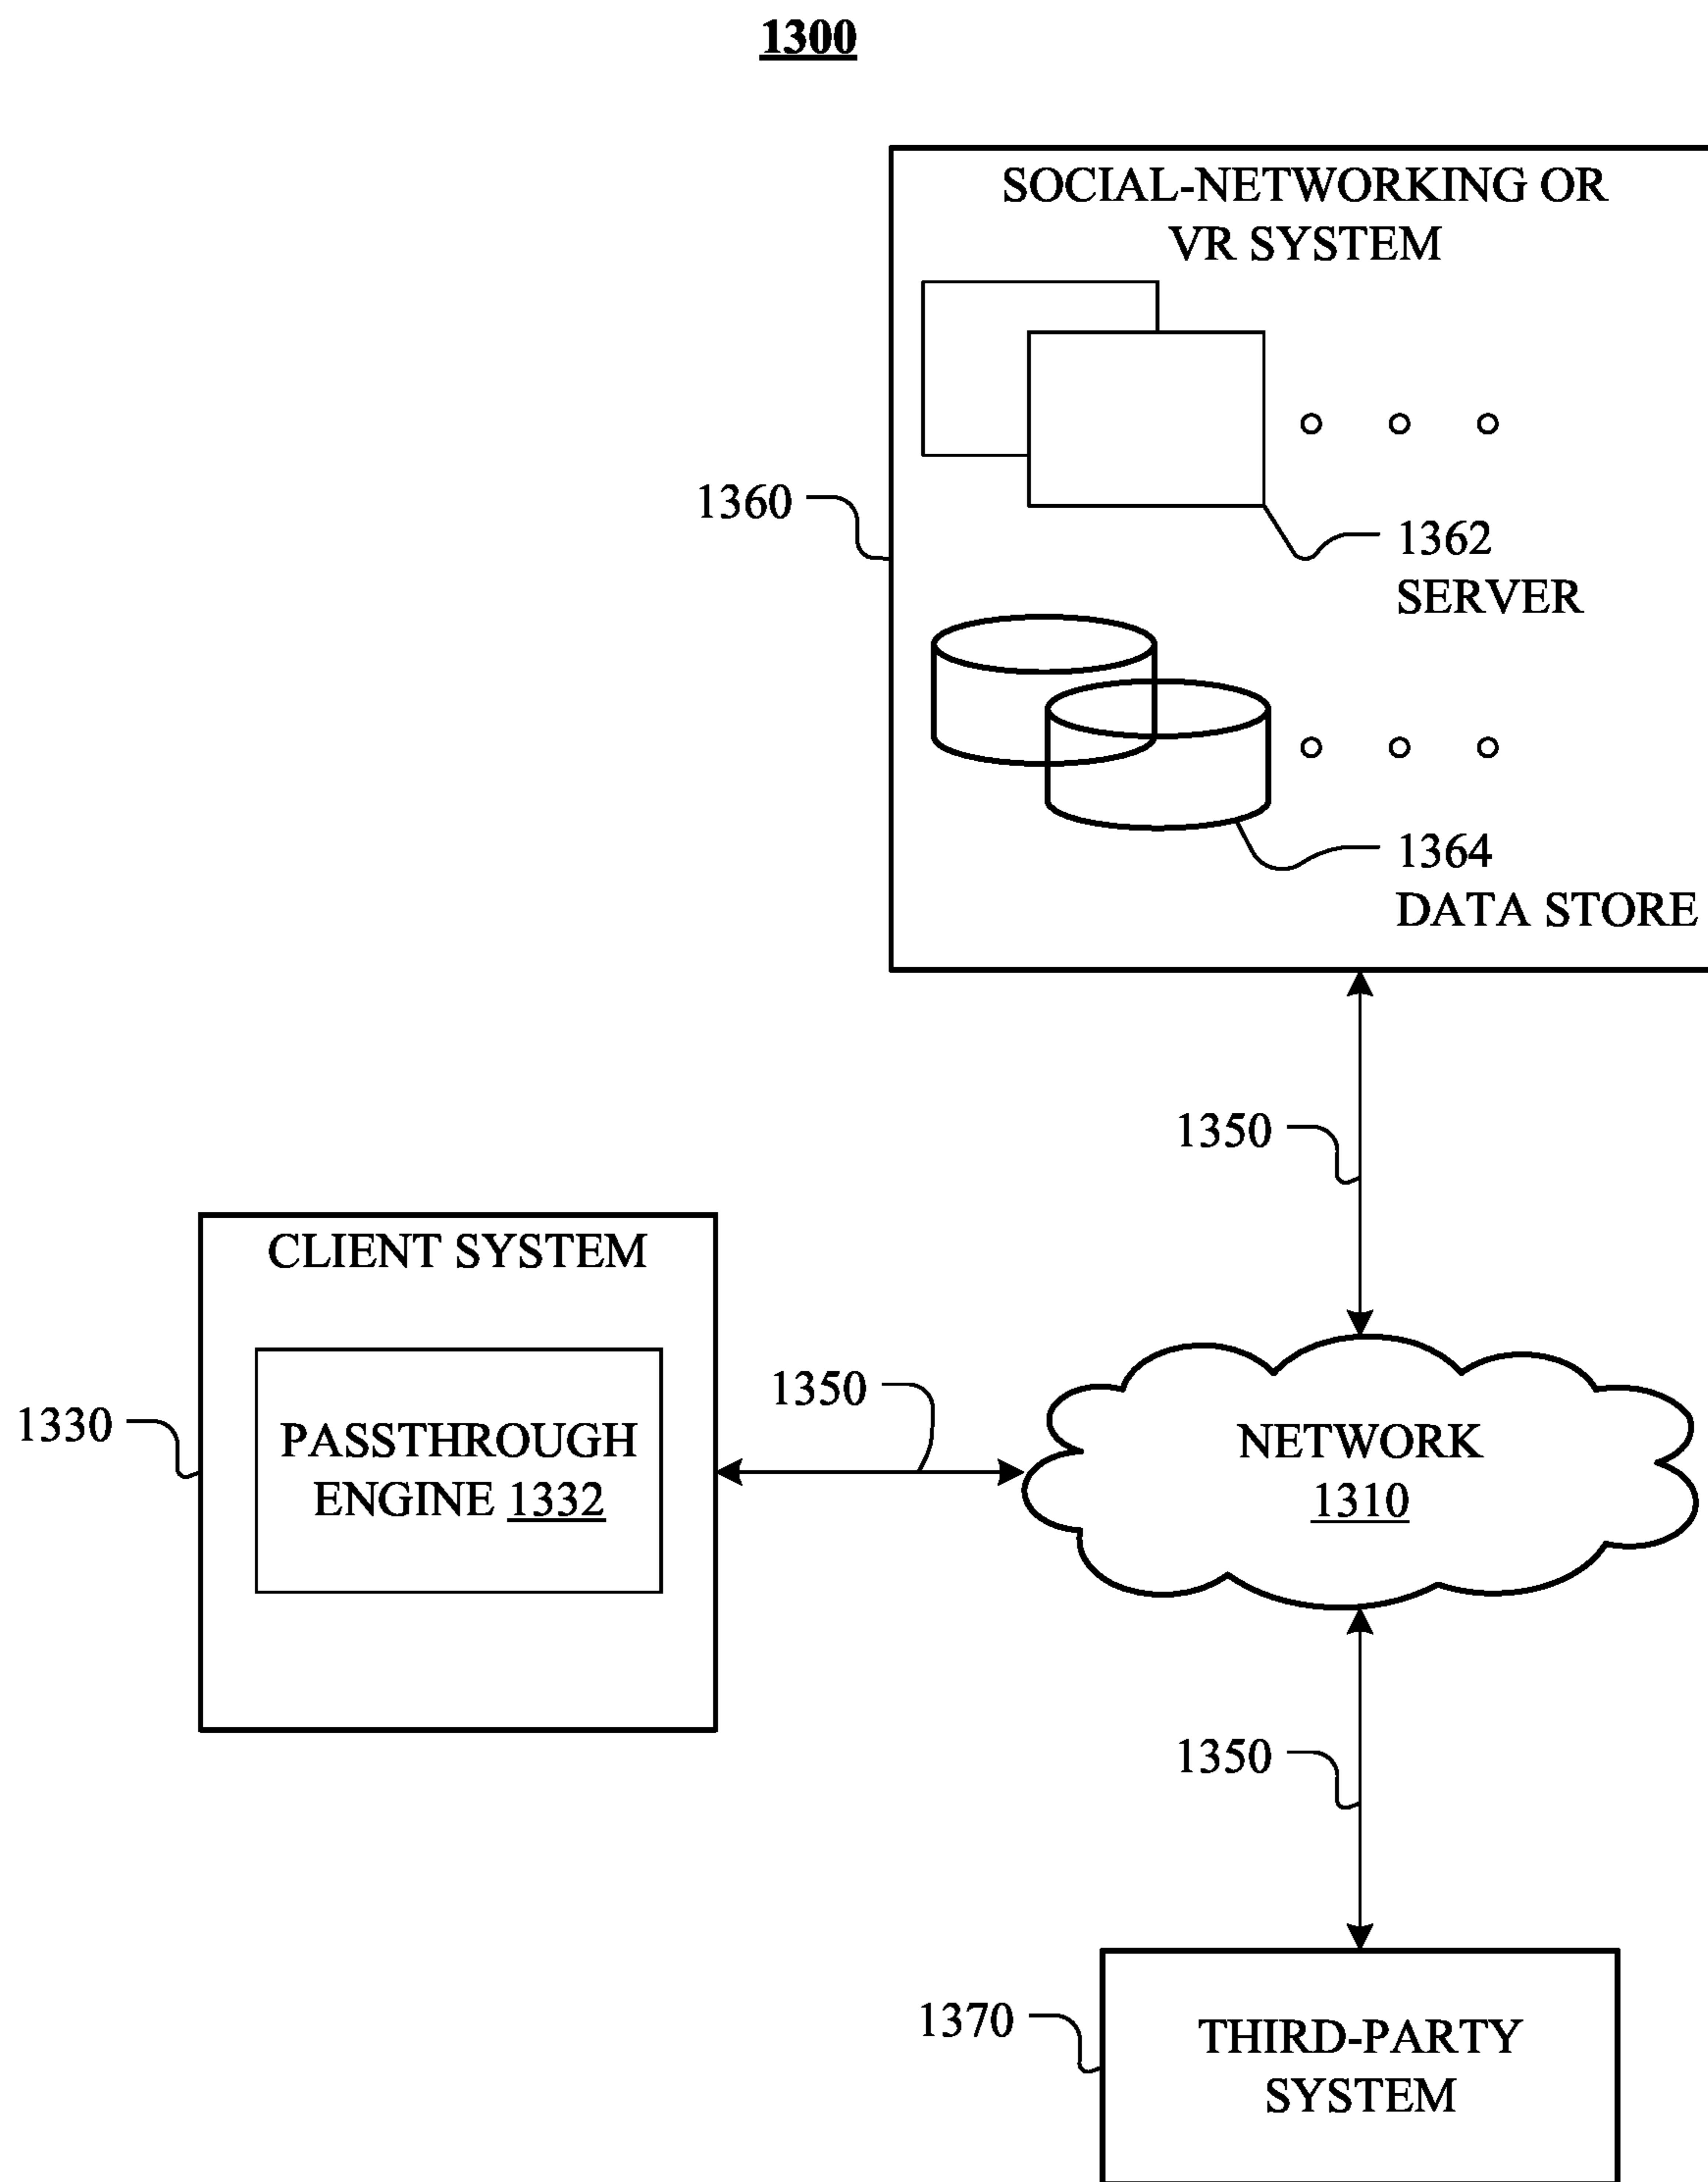 1300
SOCIAL-NETWORKING OR
VR SYSTEM
1360
1362
SERVER
1364
DATA STORE
1350
CLIENT SYSTEM
1330
PASSTHROUGH
ENGINE 1332
1350
NETWORK
1310
1350
1370
THIRD-PARTY
SYSTEM